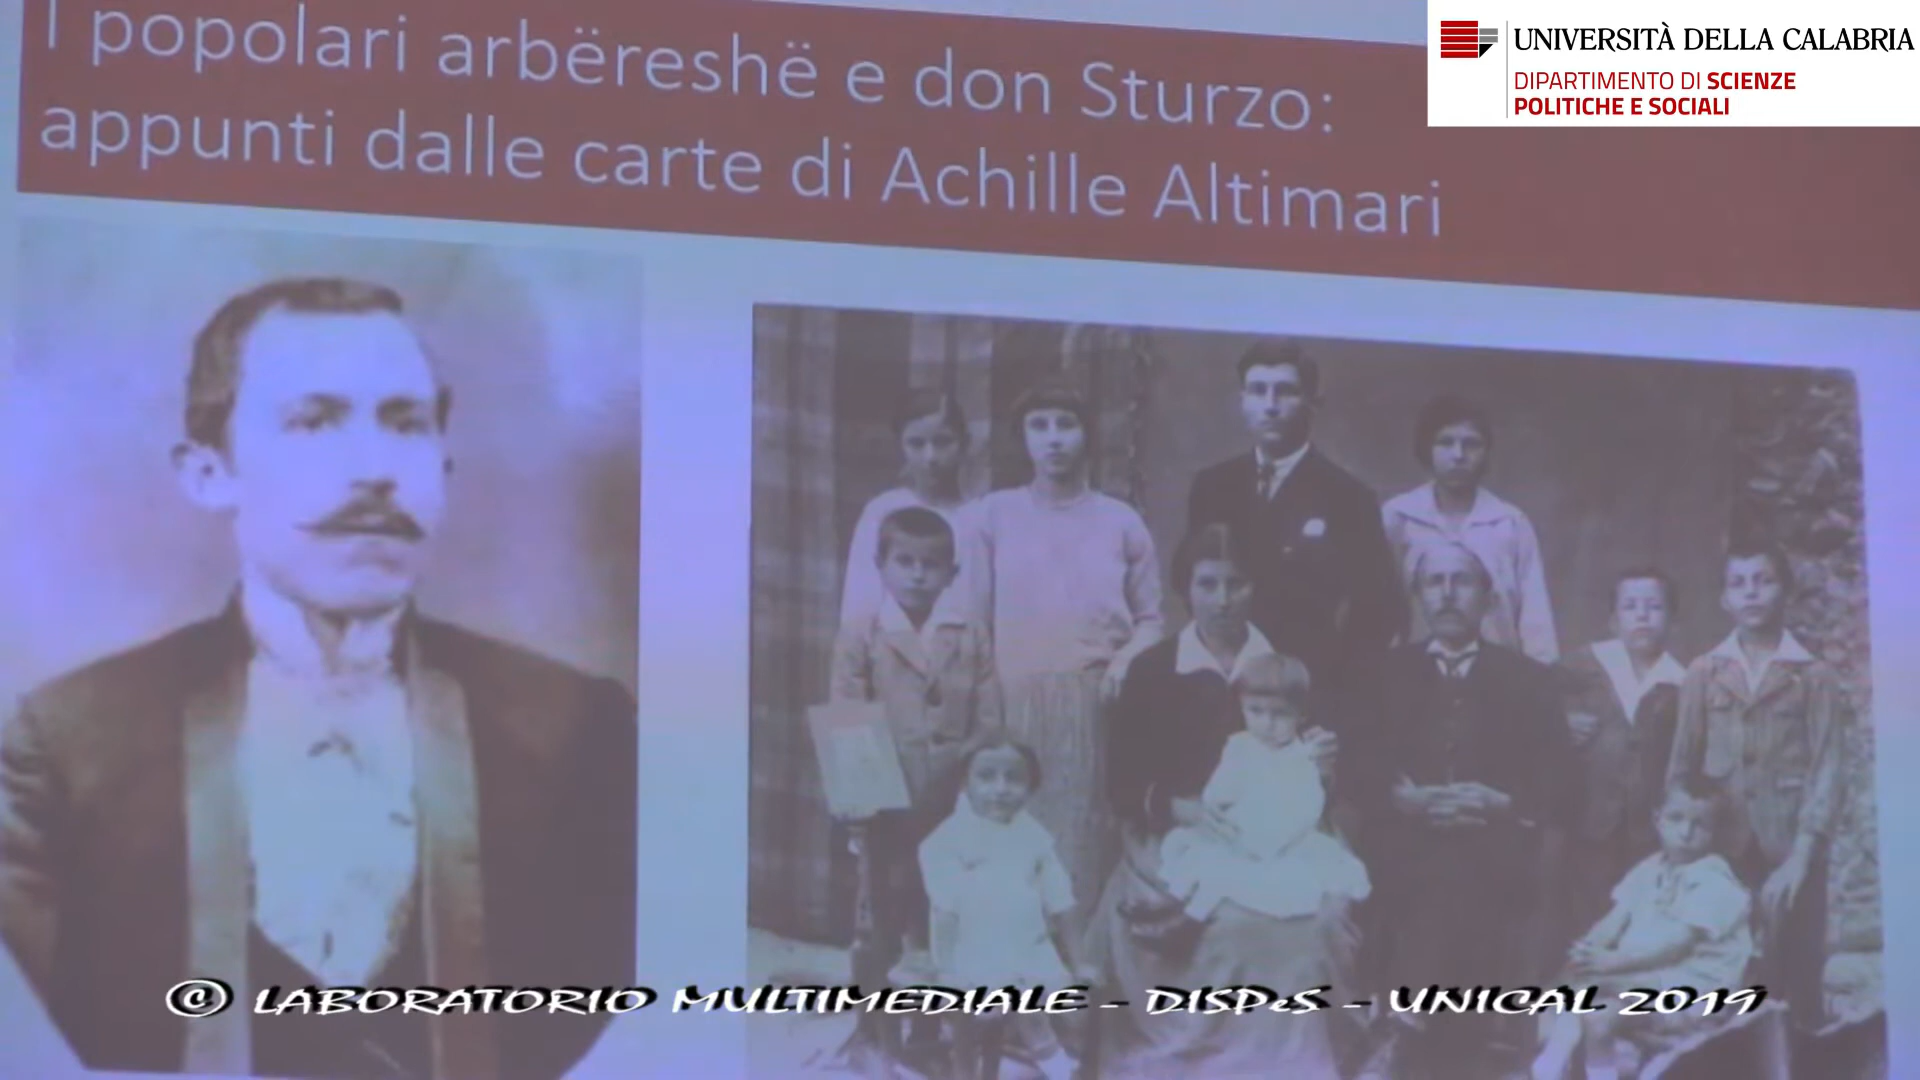 I popolari arbëreshë e don Sturzo:
appunti dalle carte di Achille Altimari
UNIVERSITÀ DELLA CALABRIA
DIPARTIMENTO DI SCIENZE
POLITICHE E SOCIALI
© LABORATORIO MULTIMEDIALE - DISPeS - UNICAL 2019